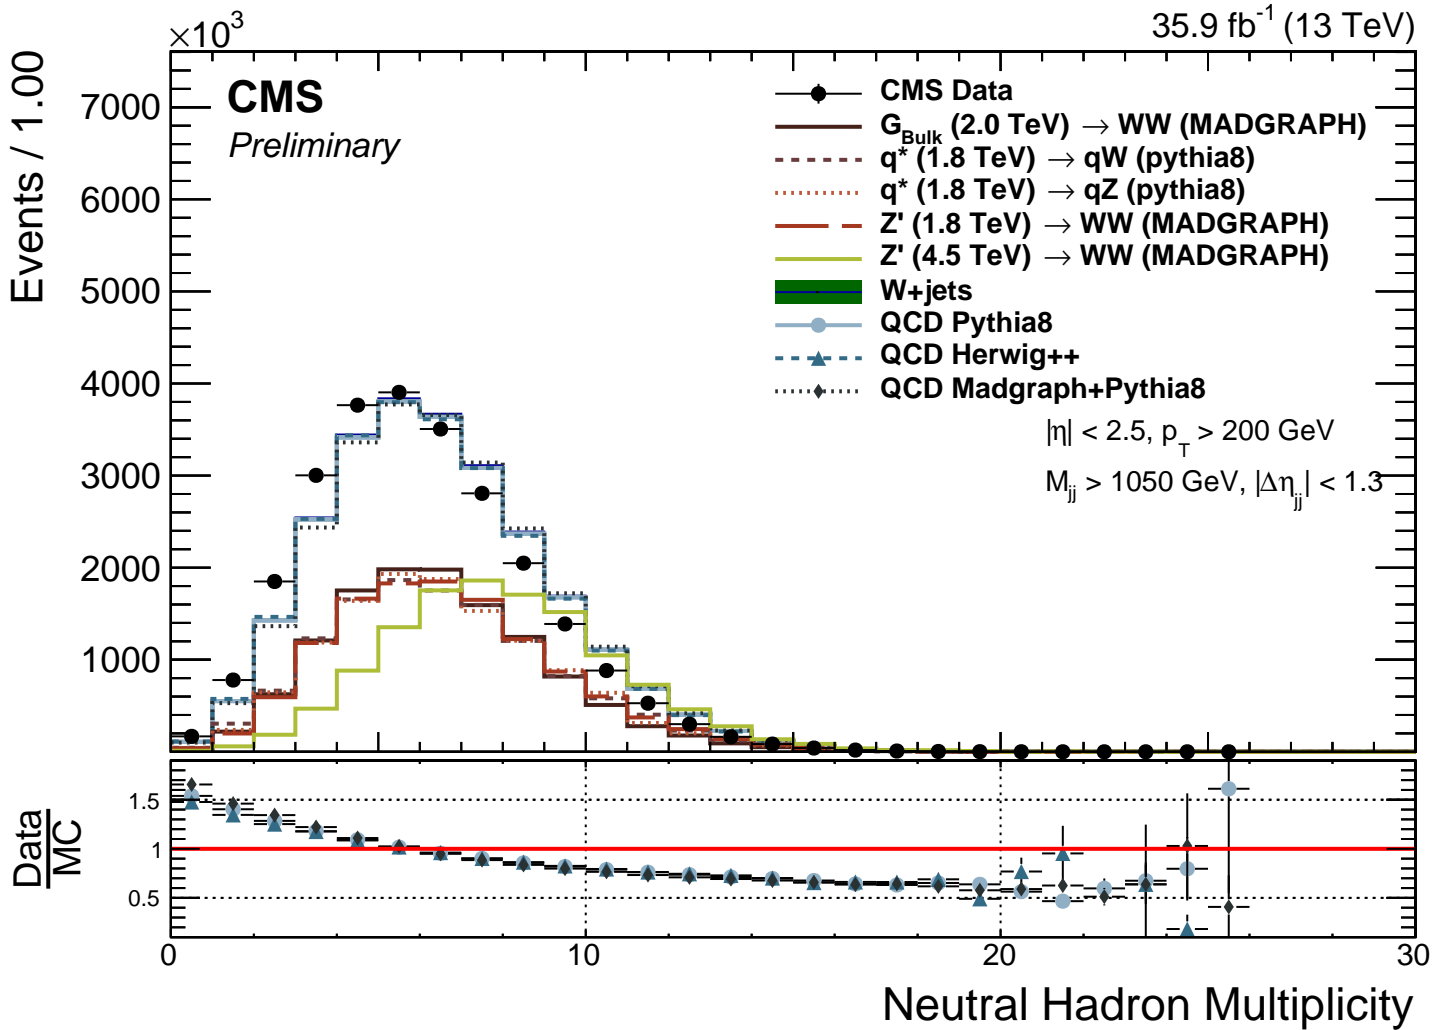 ×10³ 35.9 fb⁻¹ (13 TeV)
Events / 1.00
7000
6000
5000
4000
3000
2000
1000
CMS
Preliminary
CMS Data
G_Bulk (2.0 TeV) → WW (MADGRAPH)
q* (1.8 TeV) → qW (pythia8)
q* (1.8 TeV) → qZ (pythia8)
Z' (1.8 TeV) → WW (MADGRAPH)
Z' (4.5 TeV) → WW (MADGRAPH)
W+jets
QCD Pythia8
QCD Herwig++
QCD Madgraph+Pythia8
|η| < 2.5, p_T > 200 GeV
M_jj > 1050 GeV, |Δη_jj| < 1.3
Data
MC
1.5
1
0.5
0 10 20 30
Neutral Hadron Multiplicity